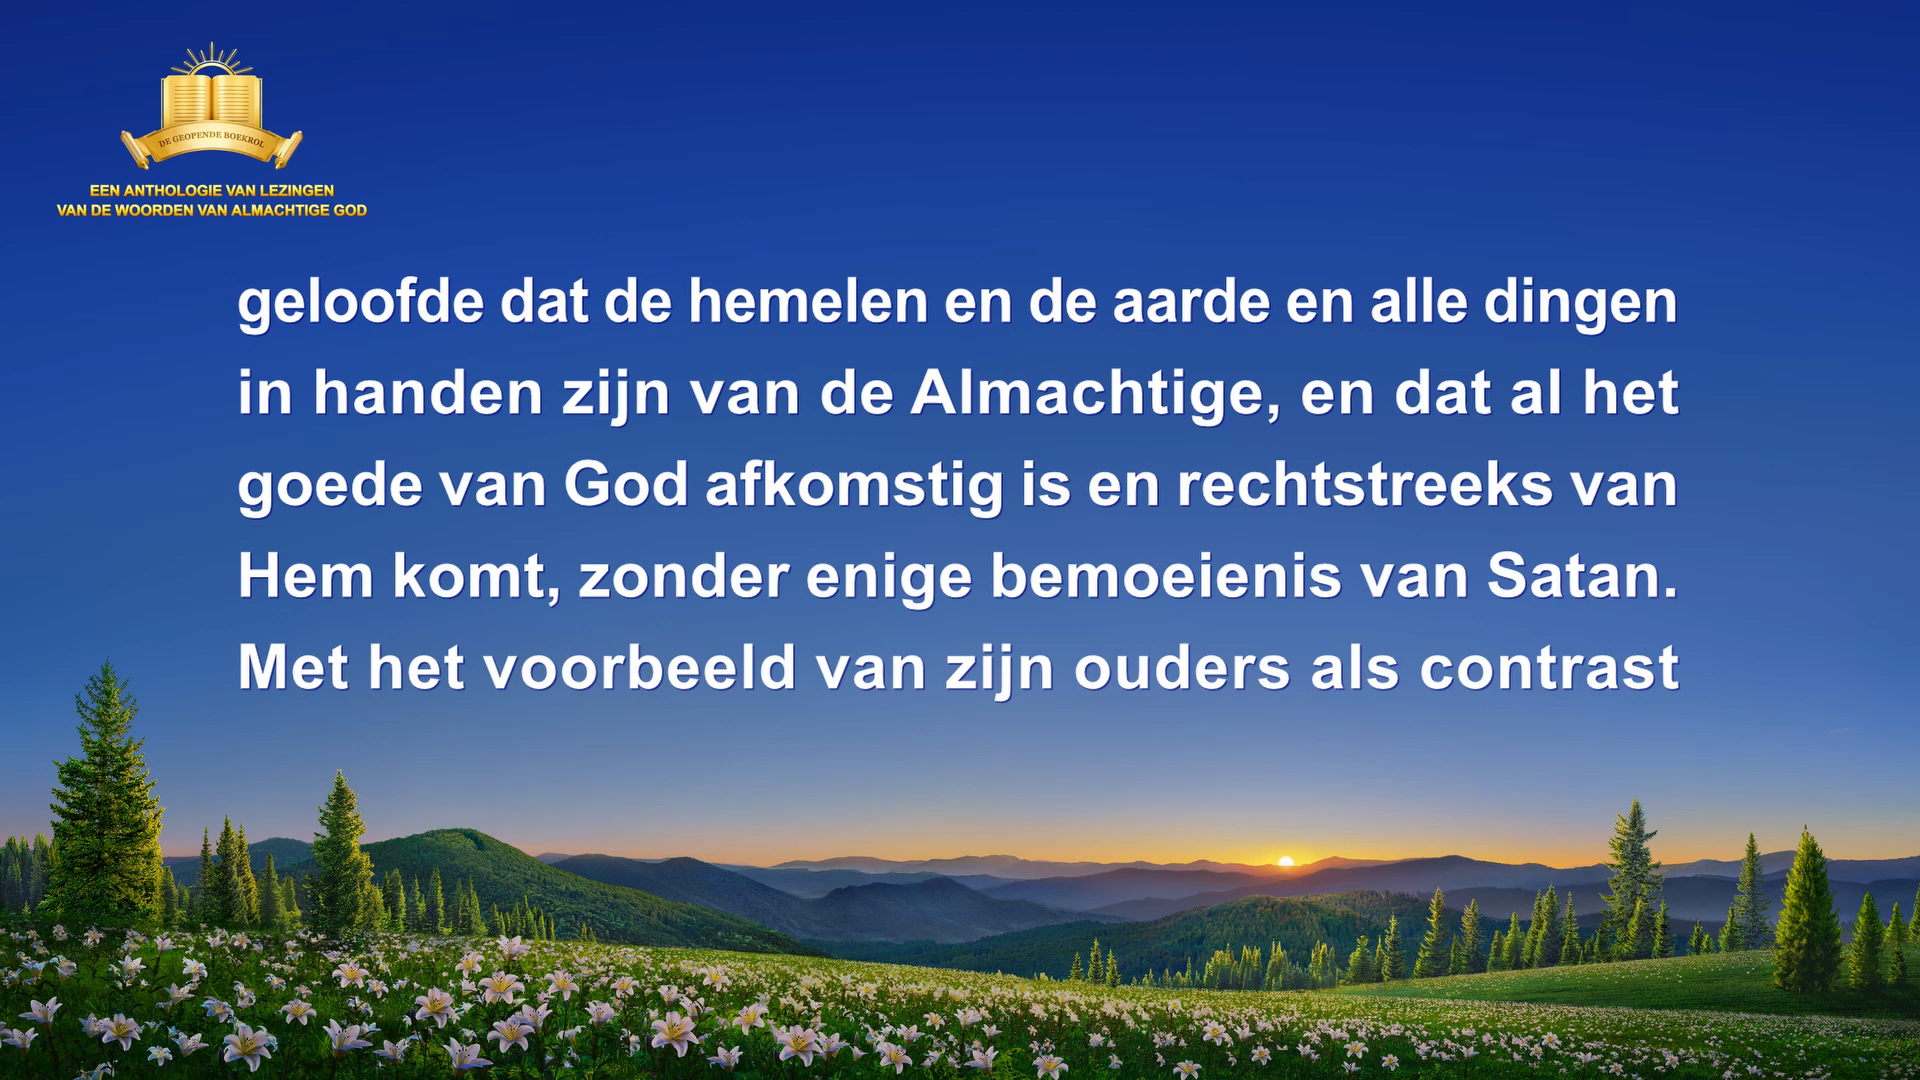 DE GEOPENDE BOEKROL
EEN ANTHOLOGIE VAN LEZINGEN
VAN DE WOORDEN VAN ALMACHTIGE GOD
geloofde dat de hemelen en de aarde en alle dingen
in handen zijn van de Almachtige, en dat al het
goede van God afkomstig is en rechtstreeks van
Hem komt, zonder enige bemoeienis van Satan.
Met het voorbeeld van zijn ouders als contrast